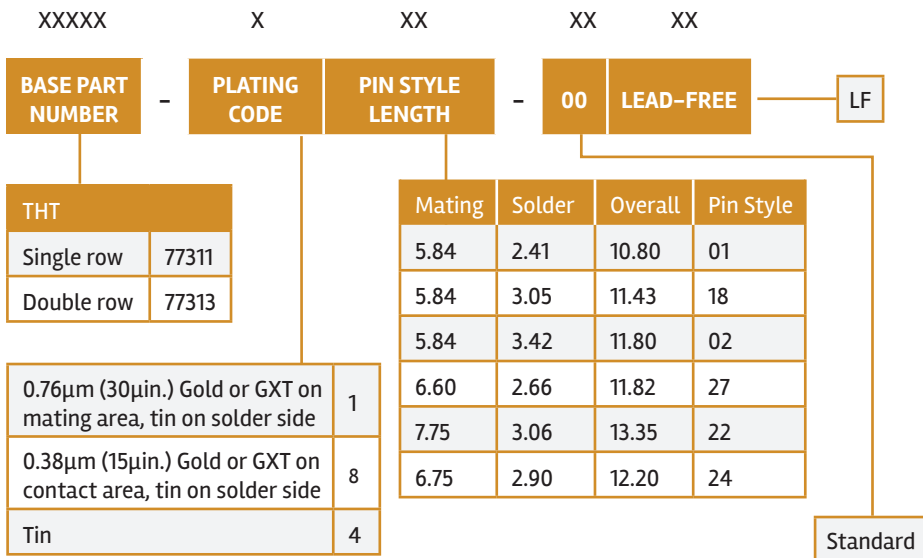 XXXXX X XX XX XX
BASE PART
NUMBER
-
PLATING
CODE
PIN STYLE
LENGTH
-
00
LEAD-FREE
LF
THT
Single row 77311
Double row 77313
Mating Solder Overall Pin Style
5.84 2.41 10.80 01
5.84 3.05 11.43 18
5.84 3.42 11.80 02
6.60 2.66 11.82 27
7.75 3.06 13.35 22
6.75 2.90 12.20 24
0.76µm (30µin.) Gold or GXT on
mating area, tin on solder side
1
0.38µm (15µin.) Gold or GXT on
contact area, tin on solder side
8
Tin 4
Standard